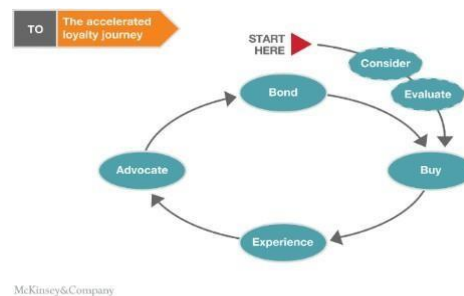 TO
The accelerated
loyalty journey
START
HERE
Consider
Evaluate
Bond
Advocate
Buy
Experience
McKinsey&Company